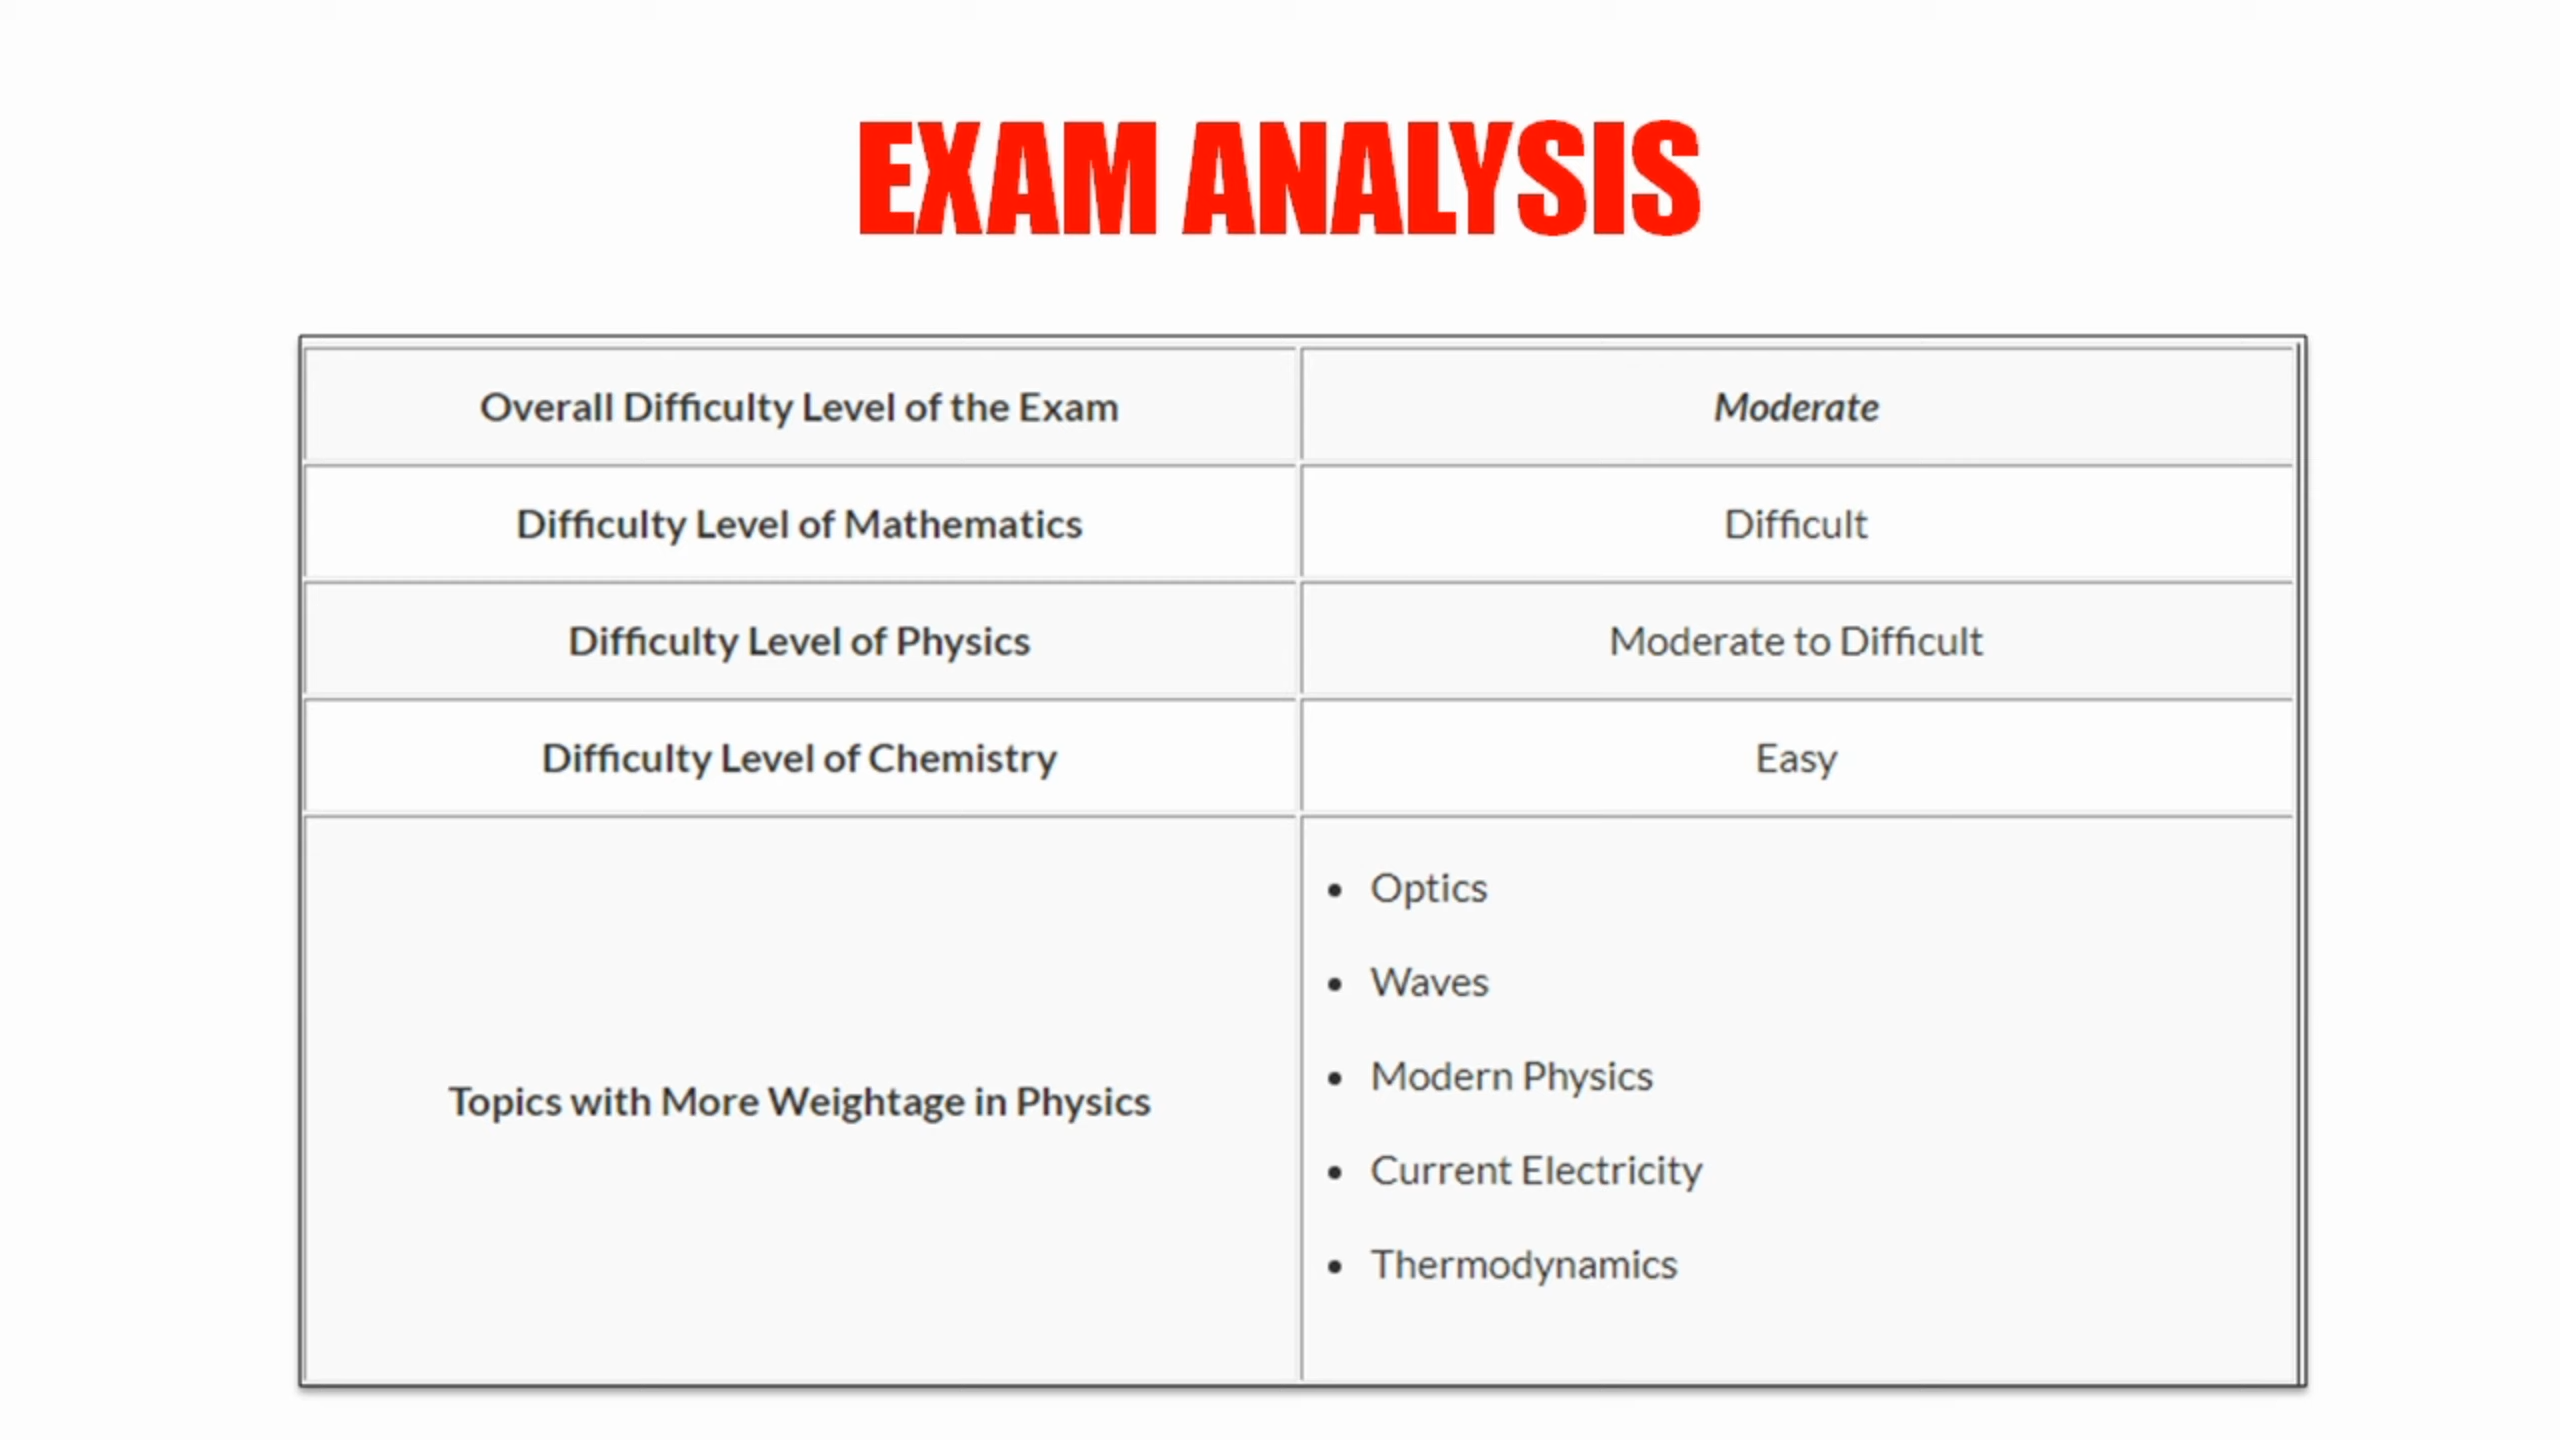 EXAM ANALYSIS
Overall Difficulty Level of the Exam
Moderate
Difficulty Level of Mathematics
Difficult
Difficulty Level of Physics
Moderate to Difficult
Difficulty Level of Chemistry
Easy
Topics with More Weightage in Physics
• Optics
• Waves
• Modern Physics
• Current Electricity
• Thermodynamics